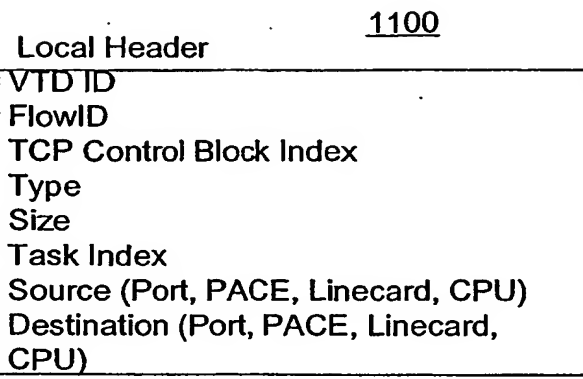 1100
Local Header
VTD ID
FlowID
TCP Control Block Index
Type
Size
Task Index
Source (Port, PACE, Linecard, CPU)
Destination (Port, PACE, Linecard,
CPU)